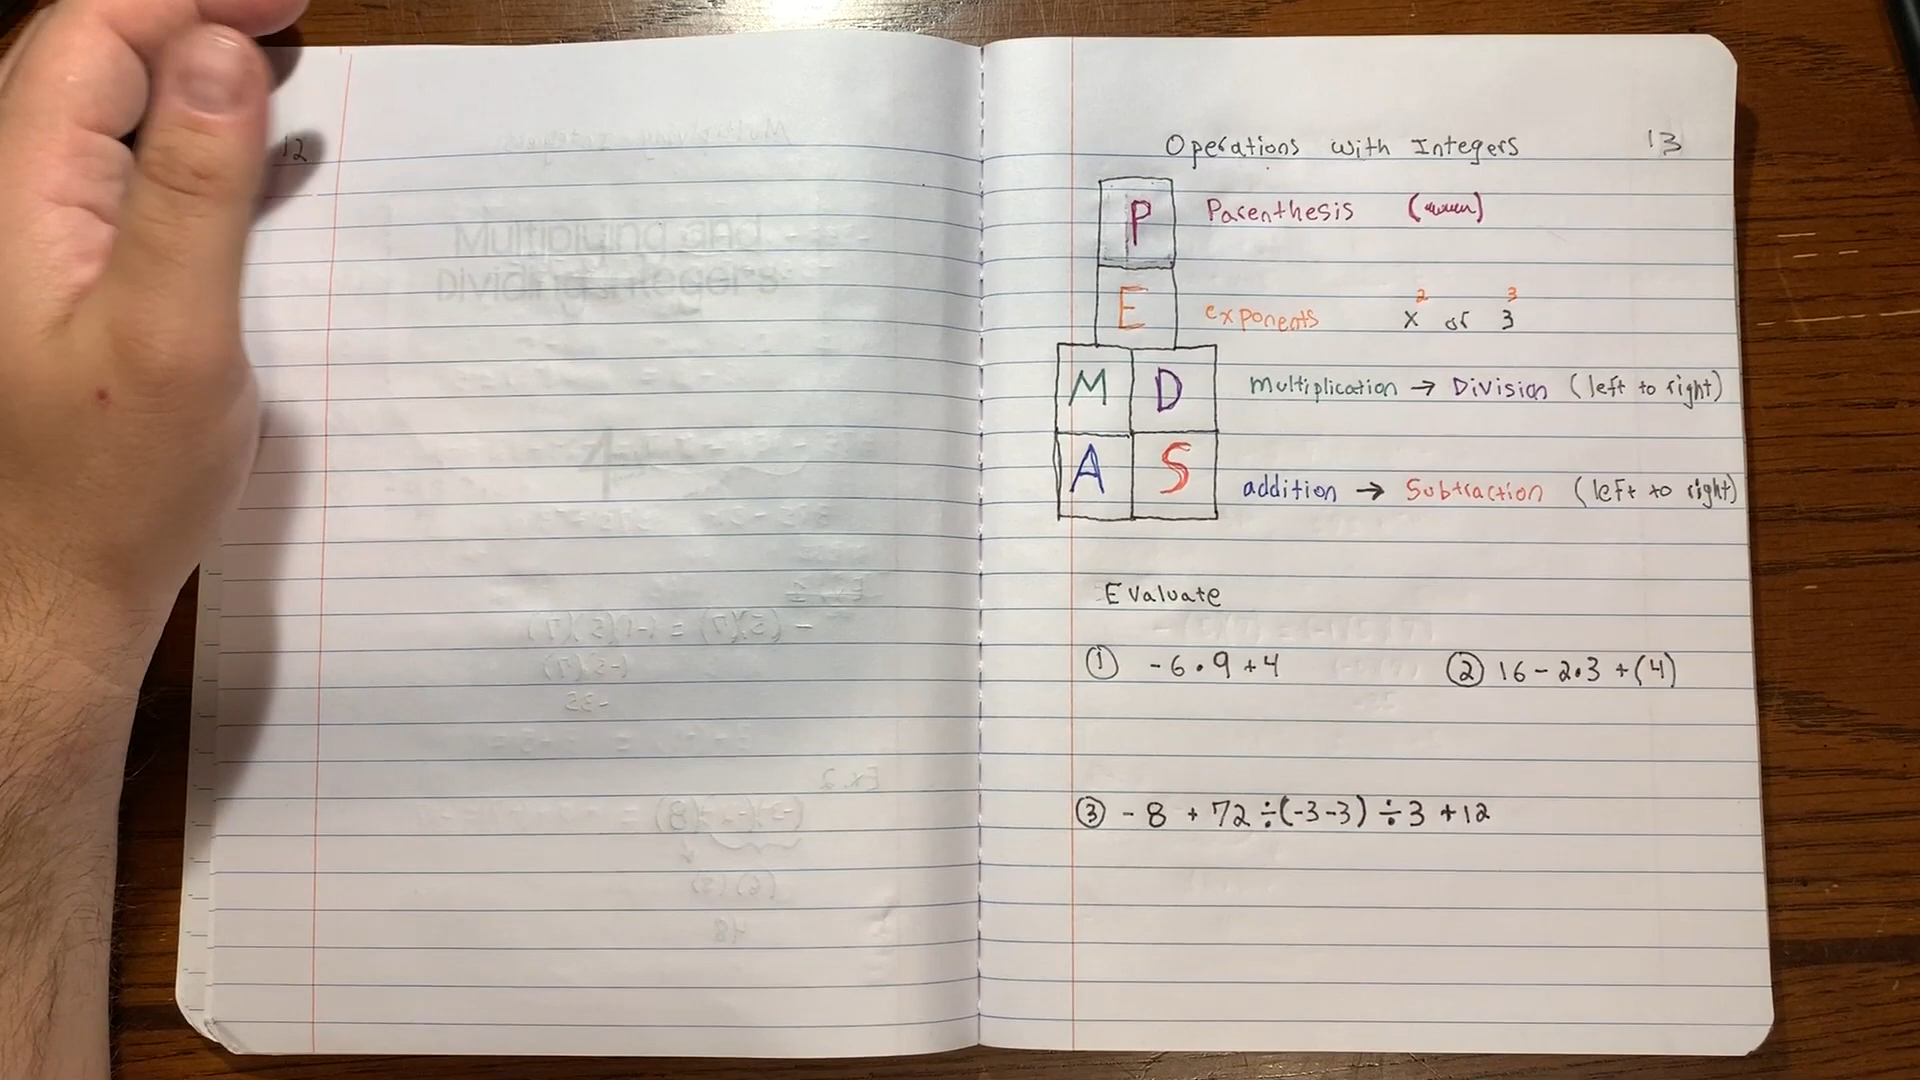 12
Operations with Integers 13
P Parenthesis ( )
E exponents x² or 3³
M D multiplication → Division (left to right)
A S addition → Subtraction (left to right)
Evaluate
① -6 • 9 + 4 ② 16 - 2•3 + (4)
③ - 8 + 72 ÷ (-3-3) ÷ 3 + 12